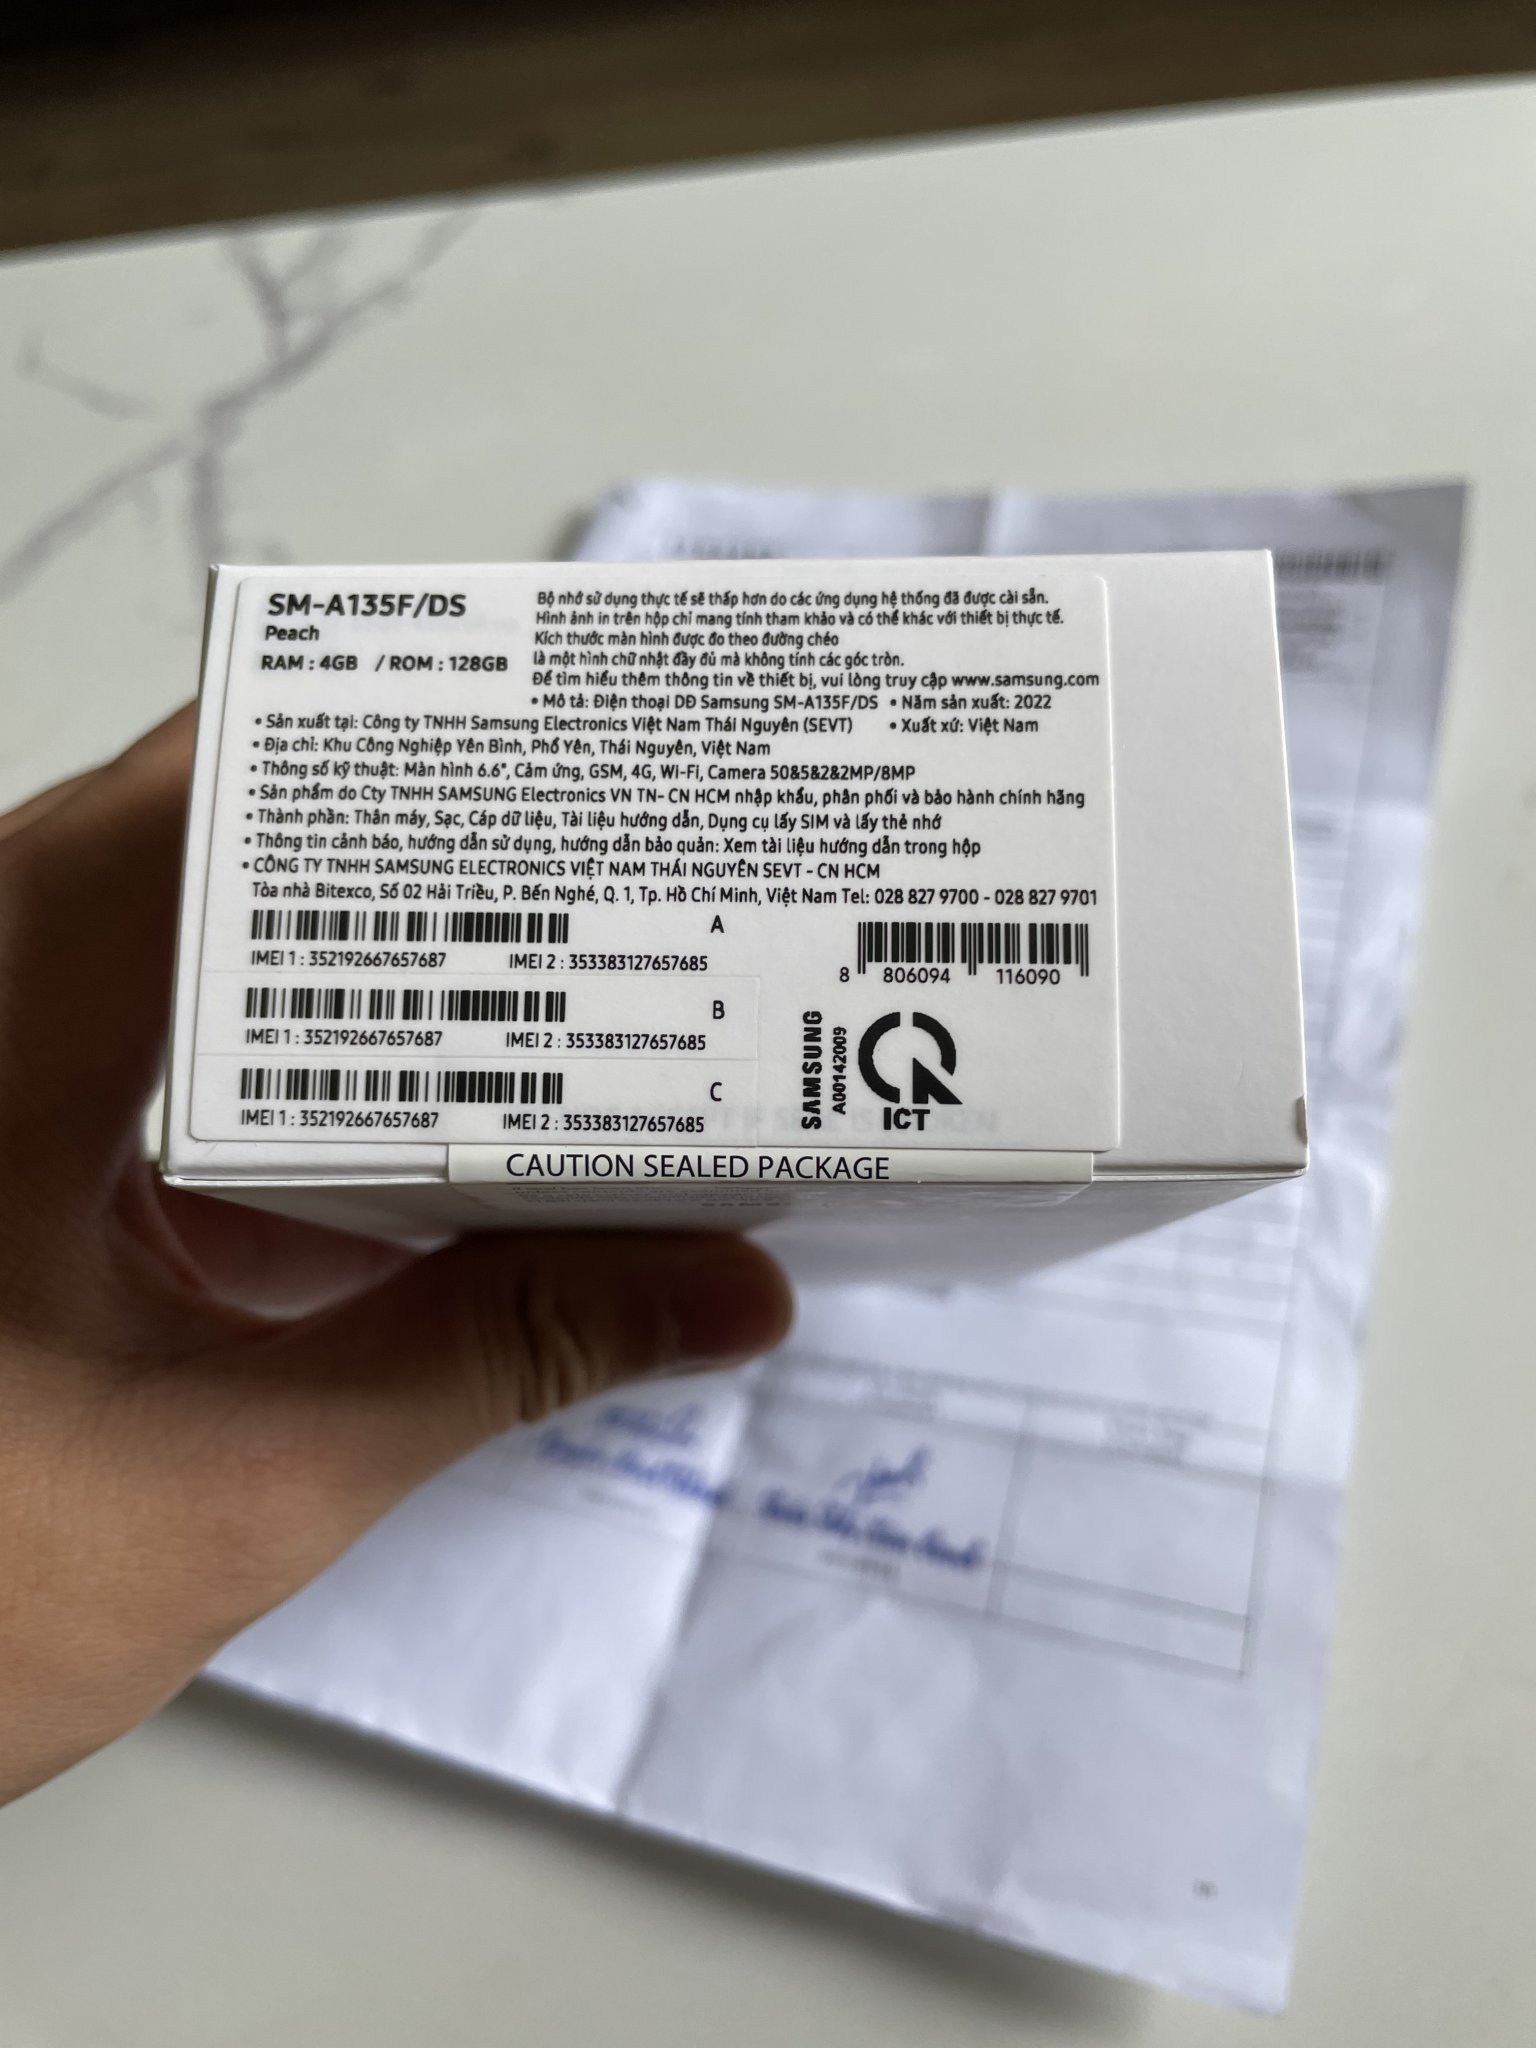 SM-A135F/DS
Peach
RAM : 4GB / ROM : 128GB
Bộ nhớ sử dụng thực tế sẽ thấp hơn do các ứng dụng hệ thống đã được cài sẵn.
Hình ảnh in trên hộp chỉ mang tính tham khảo và có thể khác với thiết bị thực tế.
Kích thước màn hình được đo theo đường chéo
là một hình chữ nhật đầy đủ mà không tính các góc tròn.
Để tìm hiểu thêm thông tin về thiết bị, vui lòng truy cập www.samsung.com
• Mô tả: Điện thoại DĐ Samsung SM-A135F/DS • Năm sản xuất: 2022
• Sản xuất tại: Công ty TNHH Samsung Electronics Việt Nam Thái Nguyên (SEVT) • Xuất xứ: Việt Nam
• Địa chỉ: Khu Công Nghiệp Yên Bình, Phổ Yên, Thái Nguyên, Việt Nam
• Thông số kỹ thuật: Màn hình 6.6", Cảm ứng, GSM, 4G, Wi-Fi, Camera 50&5&2&2MP/8MP
• Sản phẩm do Cty TNHH SAMSUNG Electronics VN TN- CN HCM nhập khẩu, phân phối và bảo hành chính hãng
• Thành phần: Thân máy, Sạc, Cáp dữ liệu, Tài liệu hướng dẫn, Dụng cụ lấy SIM và lấy thẻ nhớ
• Thông tin cảnh báo, hướng dẫn sử dụng, hướng dẫn bảo quản: Xem tài liệu hướng dẫn trong hộp
• CÔNG TY TNHH SAMSUNG ELECTRONICS VIỆT NAM THÁI NGUYÊN SEVT - CN HCM
Tòa nhà Bitexco, Số 02 Hải Triều, P. Bến Nghé, Q. 1, Tp. Hồ Chí Minh, Việt Nam Tel: 028 827 9700 - 028 827 9701
A
IMEI 1 : 352192667657687 IMEI 2 : 353383127657685
8 806094 116090
B
IMEI 1 : 352192667657687 IMEI 2 : 353383127657685
C
IMEI 1 : 352192667657687 IMEI 2 : 353383127657685
SAMSUNG
A00142009
ICT
CAUTION SEALED PACKAGE